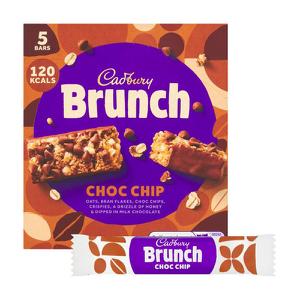 5
BARS
120
KCALS
Cadbury
Brunch
CHOC CHIP
OATS, BRAN FLAKES, CHOC CHIPS,
CRISPIES, A DRIZZLE OF HONEY
& DIPPED IN MILK CHOCOLATE
Cadbury
Brunch
CHOC CHIP